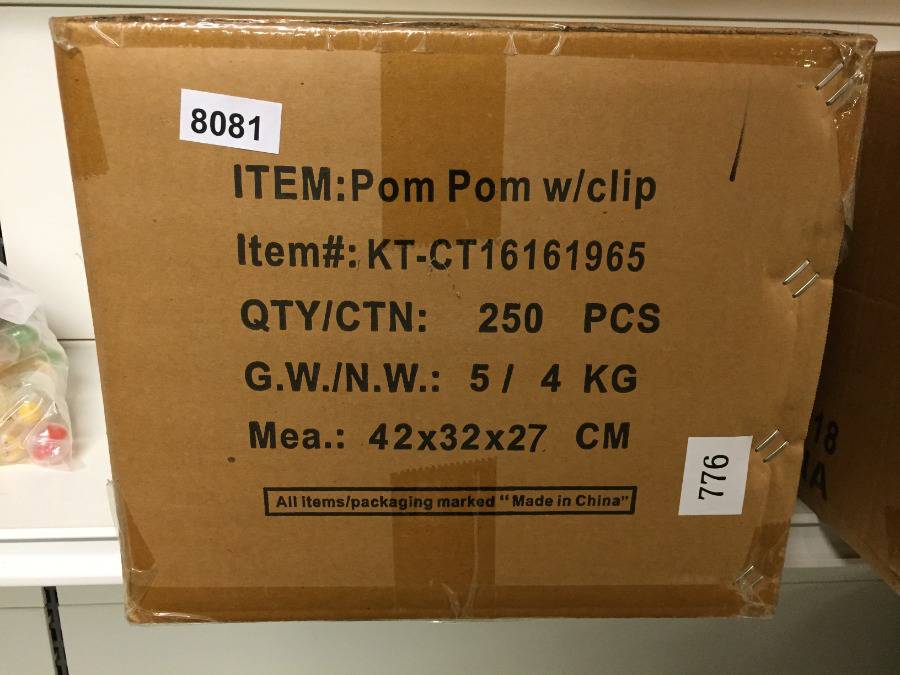 8081
ITEM:Pom Pom w/clip
Item#: KT-CT16161965
QTY/CTN: 250 PCS
G.W./N.W.: 5 / 4 KG
Mea.: 42x32x27 CM
776
All items/packaging marked "Made in China"
18